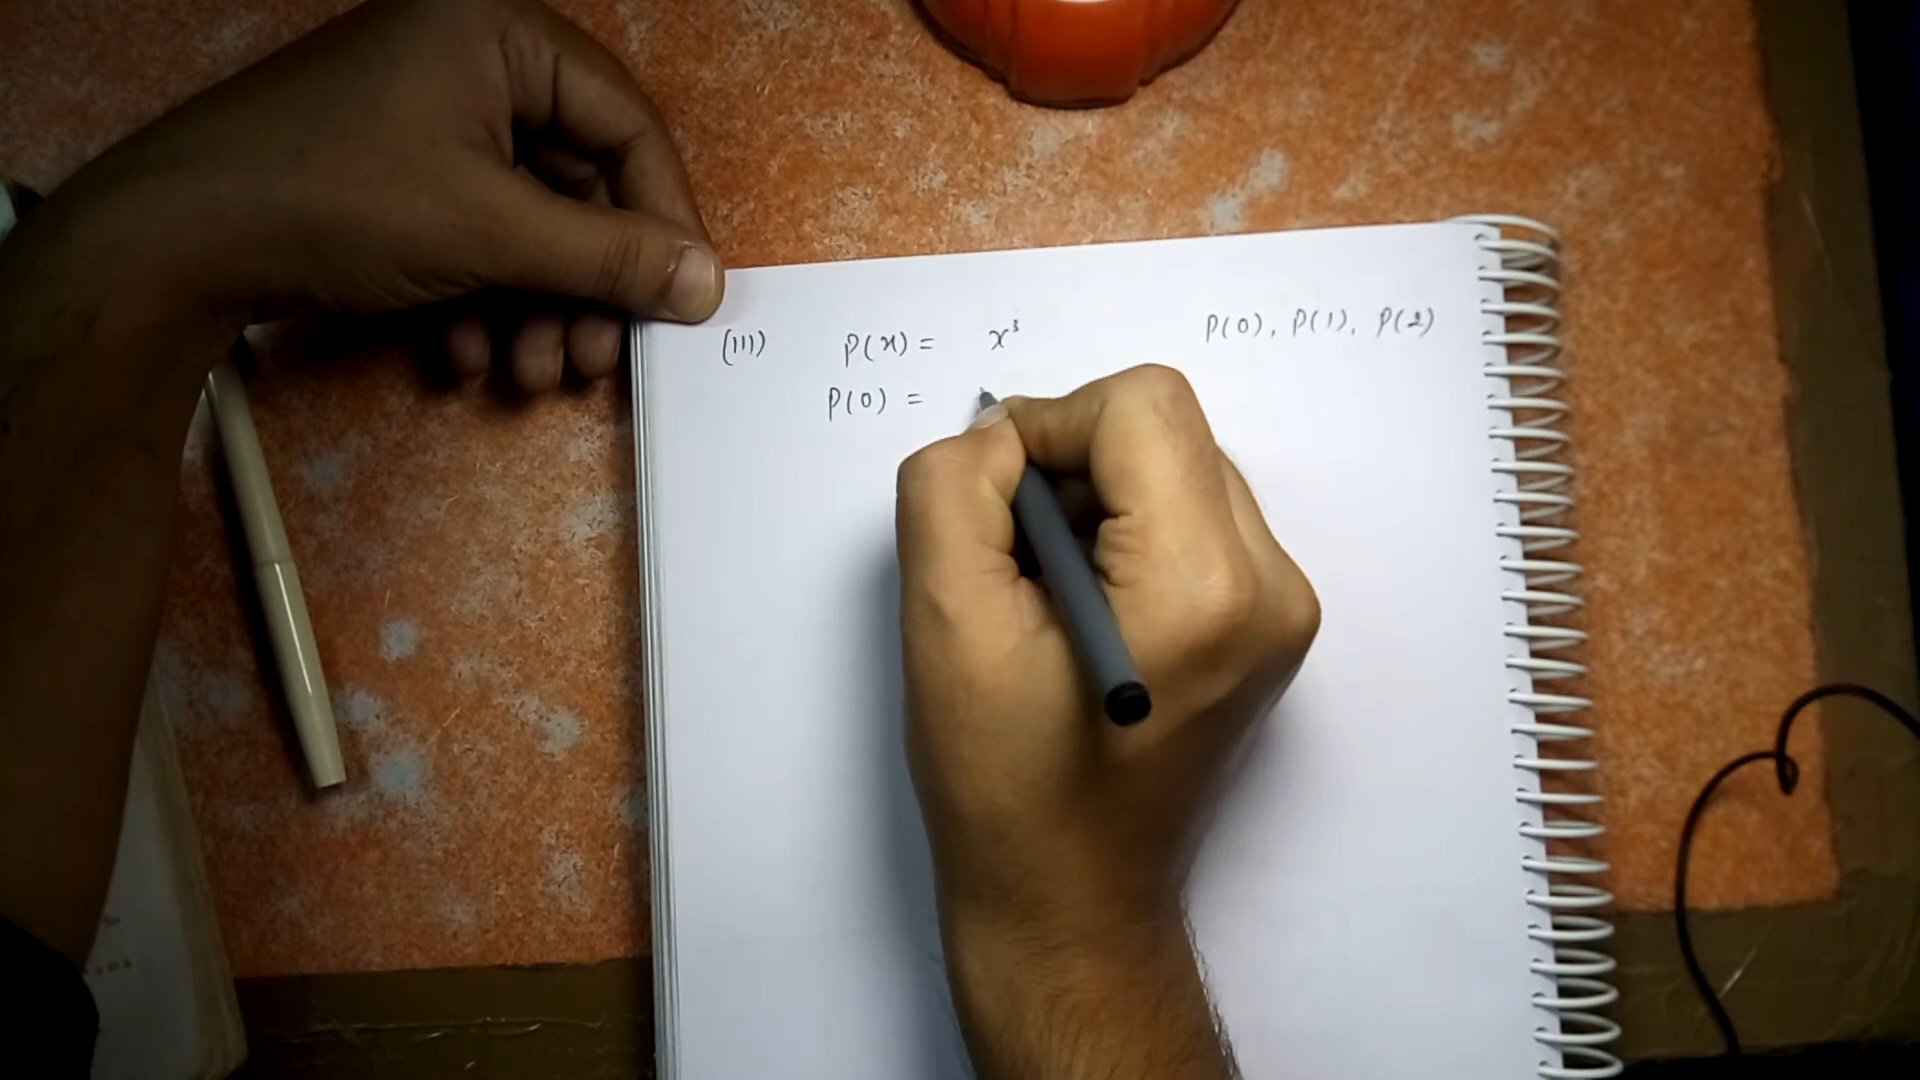 (iii) P(x) = x³ P(0), P(1), P(2)
P(0) =